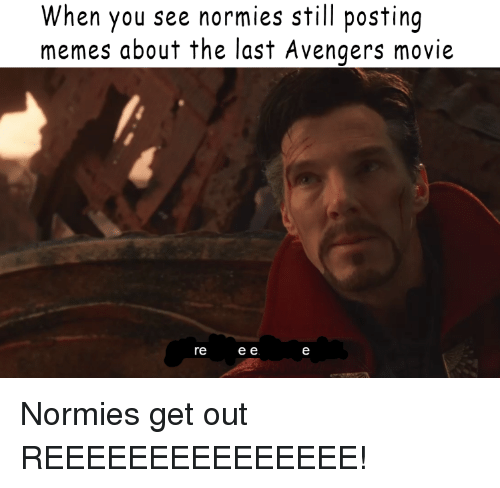 When you see normies still posting
memes about the last Avengers movie
re e e e
Normies get out
REEEEEEEEEEEEEEE!